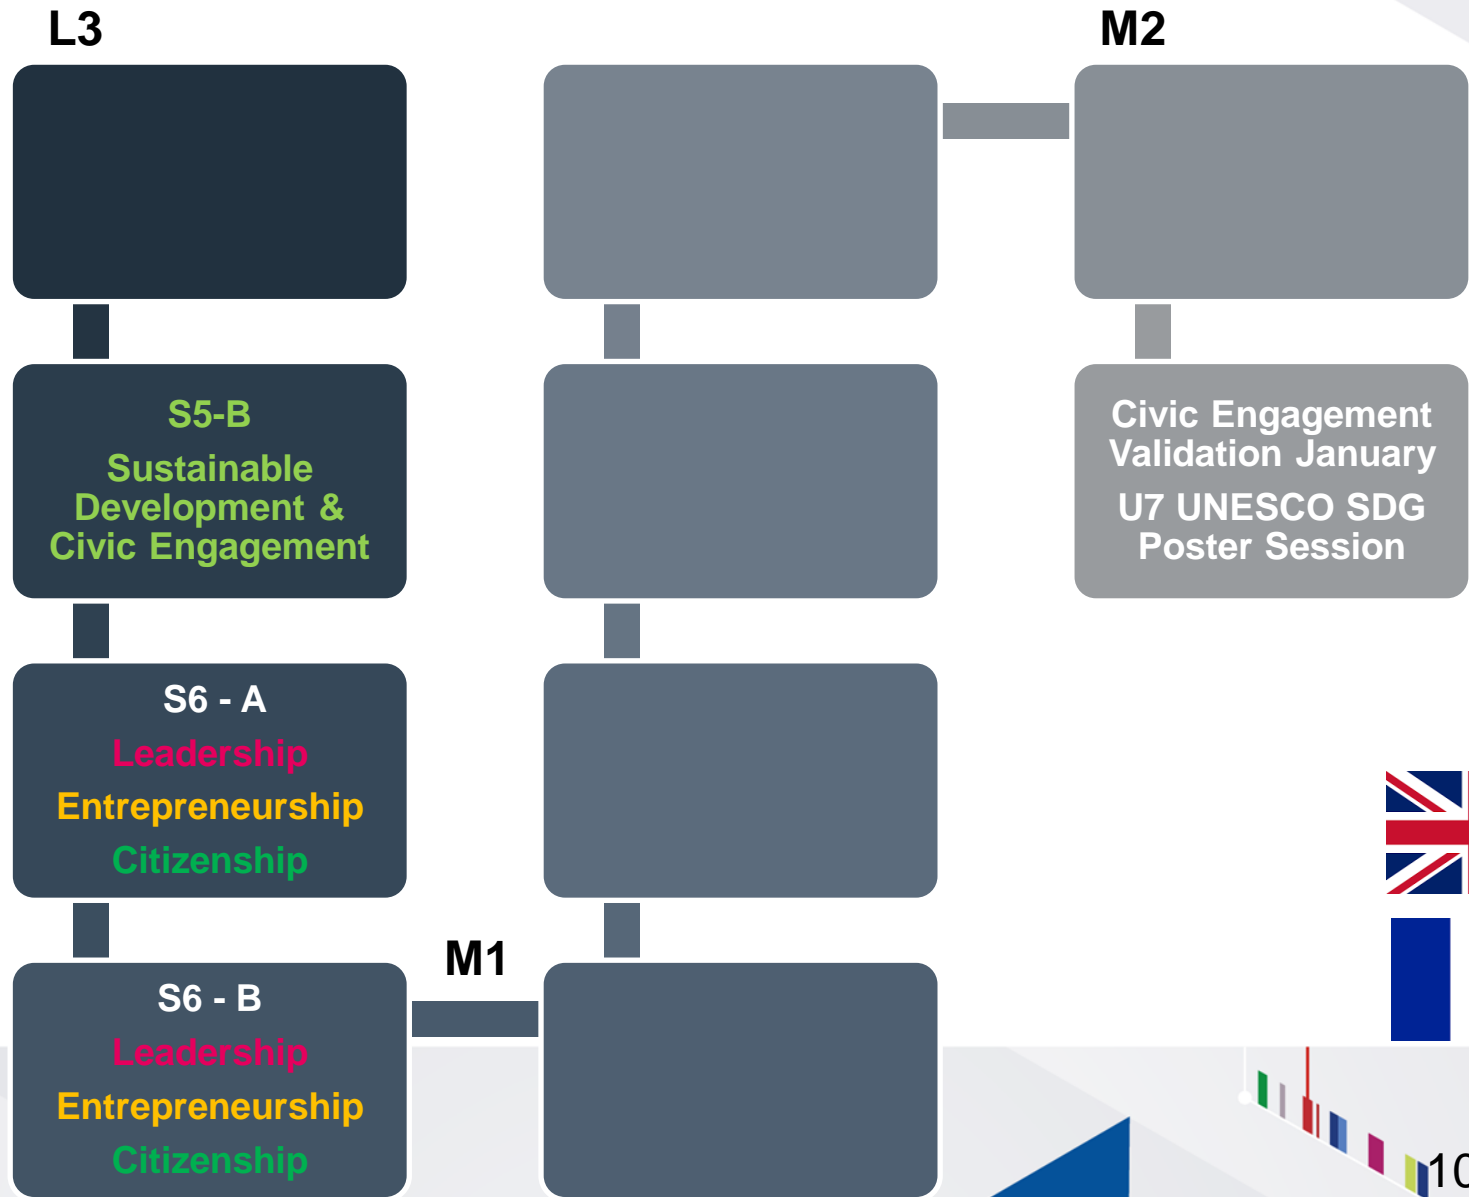 L3
S5-B
Sustainable
Development &
Civic Engagement
S6 - A
Leadership
Entrepreneurship
Citizenship
S6 - B
Leadership
Entrepreneurship
Citizenship
M1
M2
Civic Engagement
Validation January
U7 UNESCO SDG
Poster Session
10